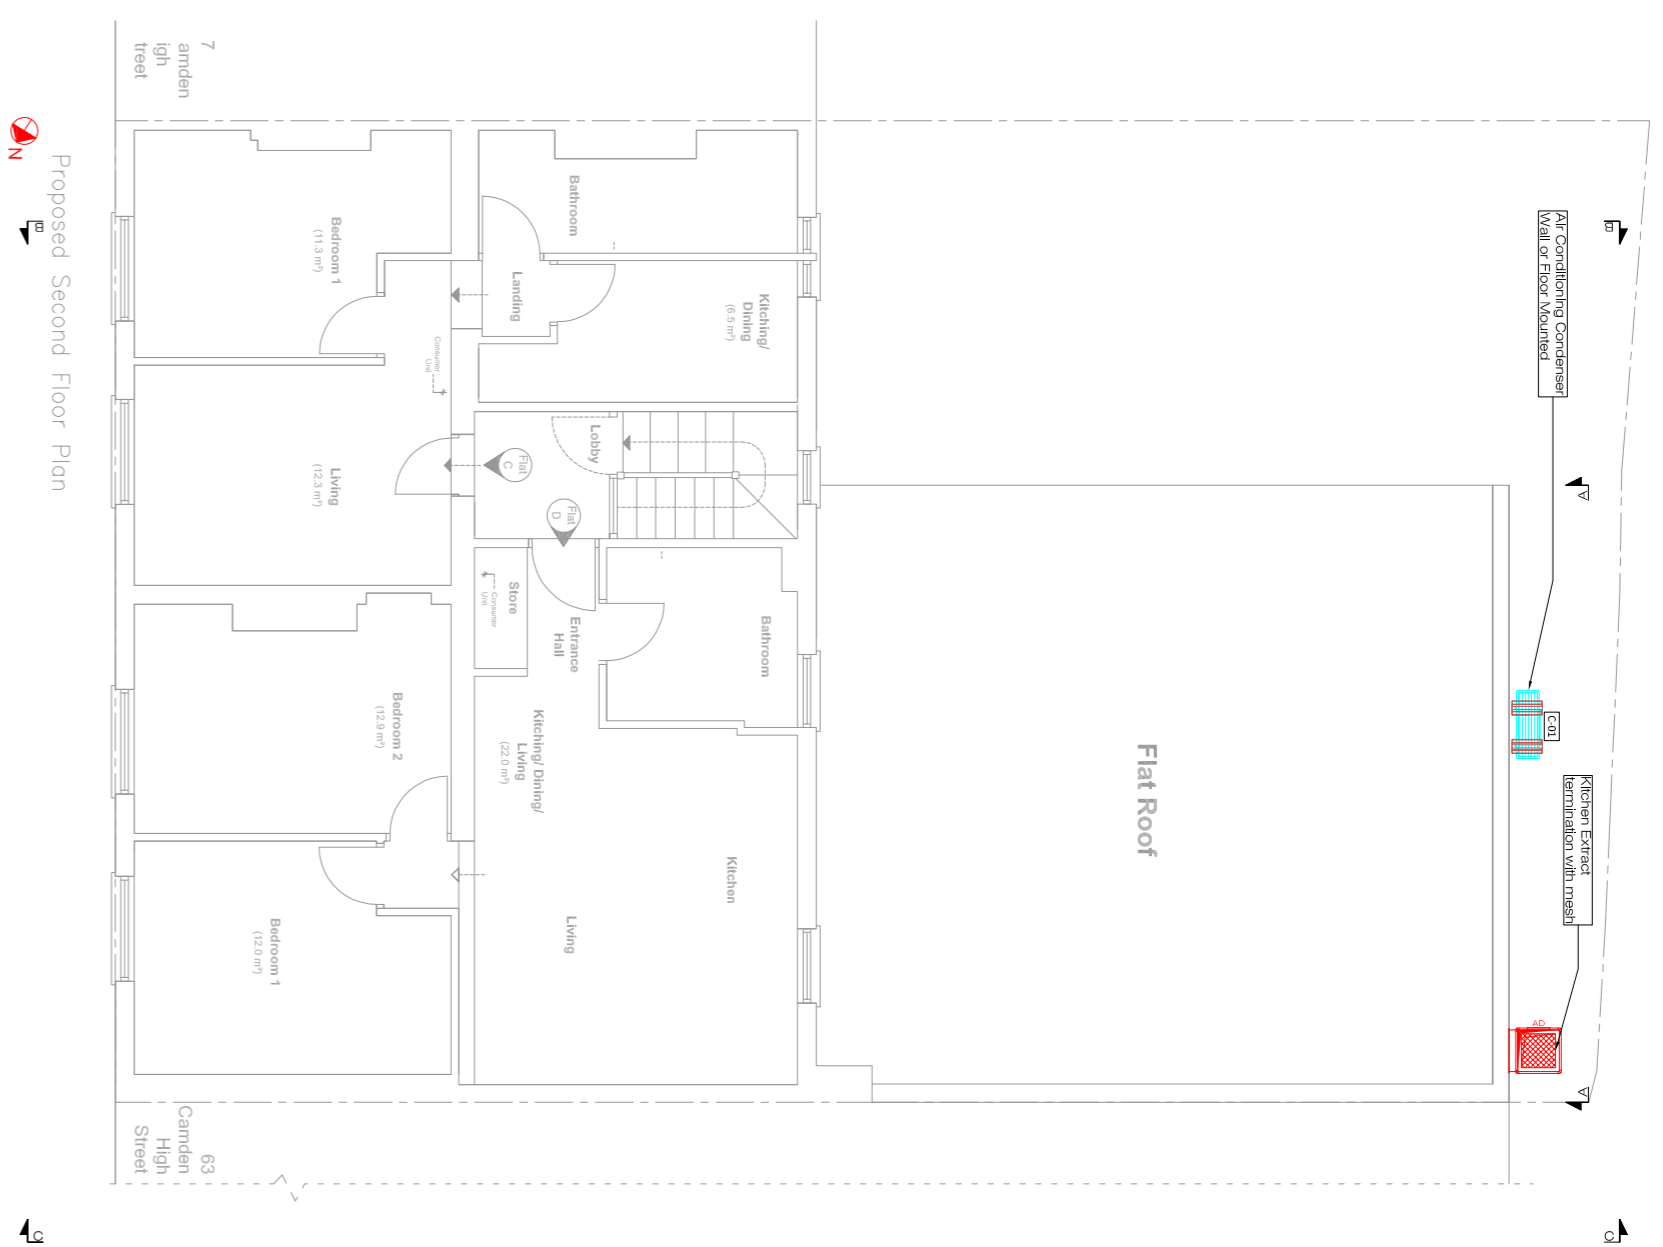 7
amden
igh
treet
N
Proposed Second Floor Plan
B
B
Air Conditioning Condenser
Wall or Floor Mounted
Bathroom
Bedroom 1
(11.3 m²)
Landing
Kitching/
Dining
(6.5 m²)
Consumer
Unit
Lobby
Living
(12.3 m²)
Flat
C
Flat
D
A
Store
Consumer
Unit
Entrance
Hall
Bathroom
Bedroom 2
(12.9 m²)
Kitching/ Dining/
Living
(22.0 m²)
C-01
Flat Roof
Kitchen Extract
termination with mesh
Kitchen
Living
Bedroom 1
(12.0 m²)
AD
A
63
Camden
High
Street
C
C